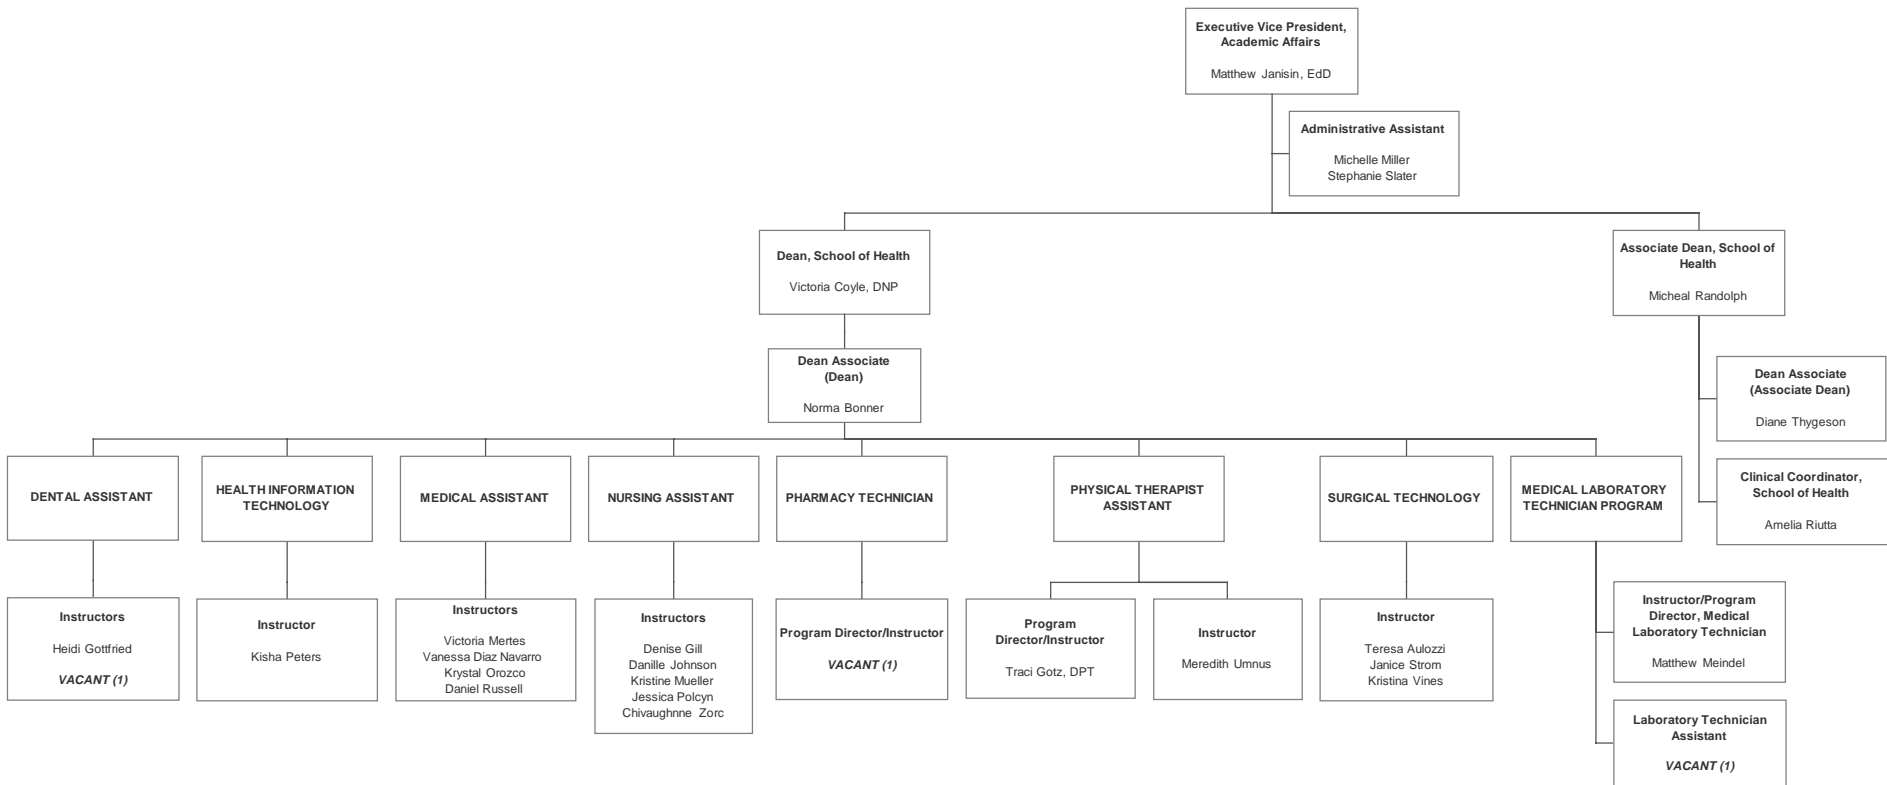 Executive Vice President,
Academic Affairs
Matthew Janisin, EdD
Administrative Assistant
Michelle Miller
Stephanie Slater
Dean, School of Health
Victoria Coyle, DNP
Associate Dean, School of
Health
Micheal Randolph
Dean Associate
(Dean)
Norma Bonner
Dean Associate
(Associate Dean)
Diane Thygeson
Clinical Coordinator,
School of Health
Amelia Riutta
DENTAL ASSISTANT
HEALTH INFORMATION
TECHNOLOGY
MEDICAL ASSISTANT
NURSING ASSISTANT
PHARMACY TECHNICIAN
PHYSICAL THERAPIST
ASSISTANT
SURGICAL TECHNOLOGY
MEDICAL LABORATORY
TECHNICIAN PROGRAM
Instructors
Heidi Gottfried
VACANT (1)
Instructor
Kisha Peters
Instructors
Victoria Mertes
Vanessa Diaz Navarro
Krystal Orozco
Daniel Russell
Instructors
Denise Gill
Danille Johnson
Kristine Mueller
Jessica Polcyn
Chivaughnne Zorc
Program Director/Instructor
VACANT (1)
Program
Director/Instructor
Traci Gotz, DPT
Instructor
Meredith Umnus
Instructor
Teresa Aulozzi
Janice Strom
Kristina Vines
Instructor/Program
Director, Medical
Laboratory Technician
Matthew Meindel
Laboratory Technician
Assistant
VACANT (1)